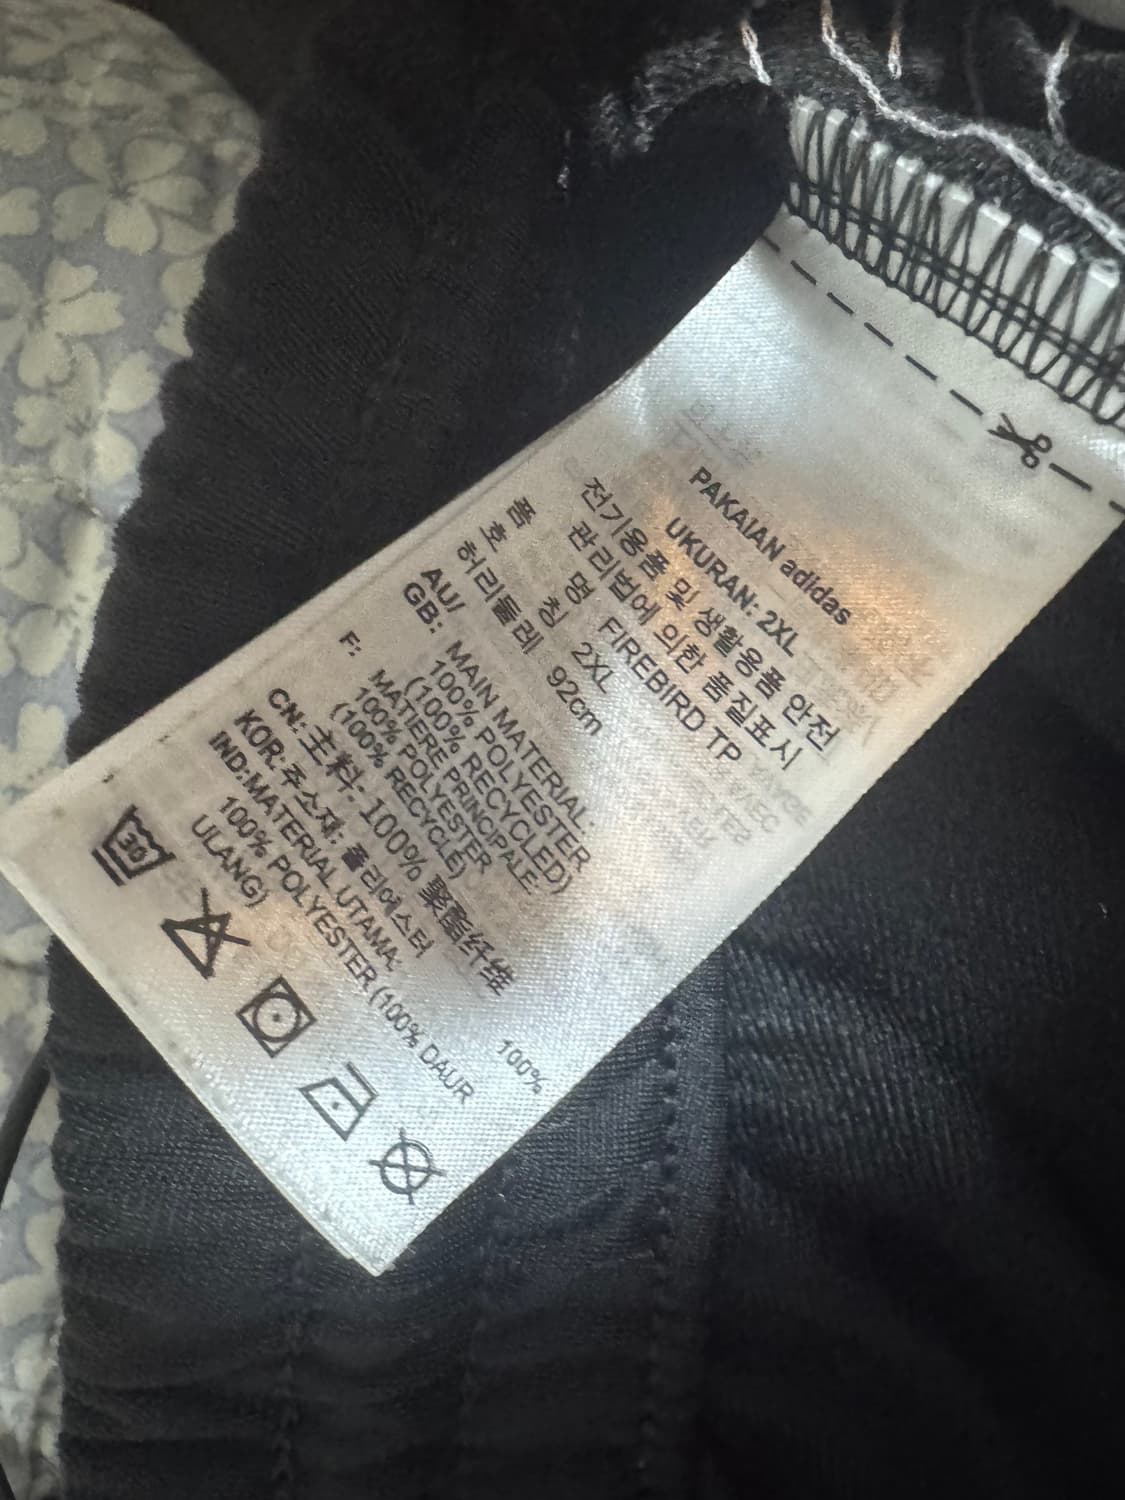 PAKAIAN adidas
UKURAN: 2XL
전기용품 및 생활용품 안전
관리법에 의한 품질표시
품 명 FIREBIRD TP
호 칭 2XL
허리둘레 92cm
AU/
GB: MAIN MATERIAL:
100% POLYESTER
(100% RECYCLED)
F: MATIERE PRINCIPALE:
100% POLYESTER
(100% RECYCLÉ)
CN: 主料: 100% 聚酯纤维
KOR: 주소재: 폴리에스터 100%
IND: MATERIAL UTAMA:
100% POLYESTER (100% DAUR
ULANG)
30